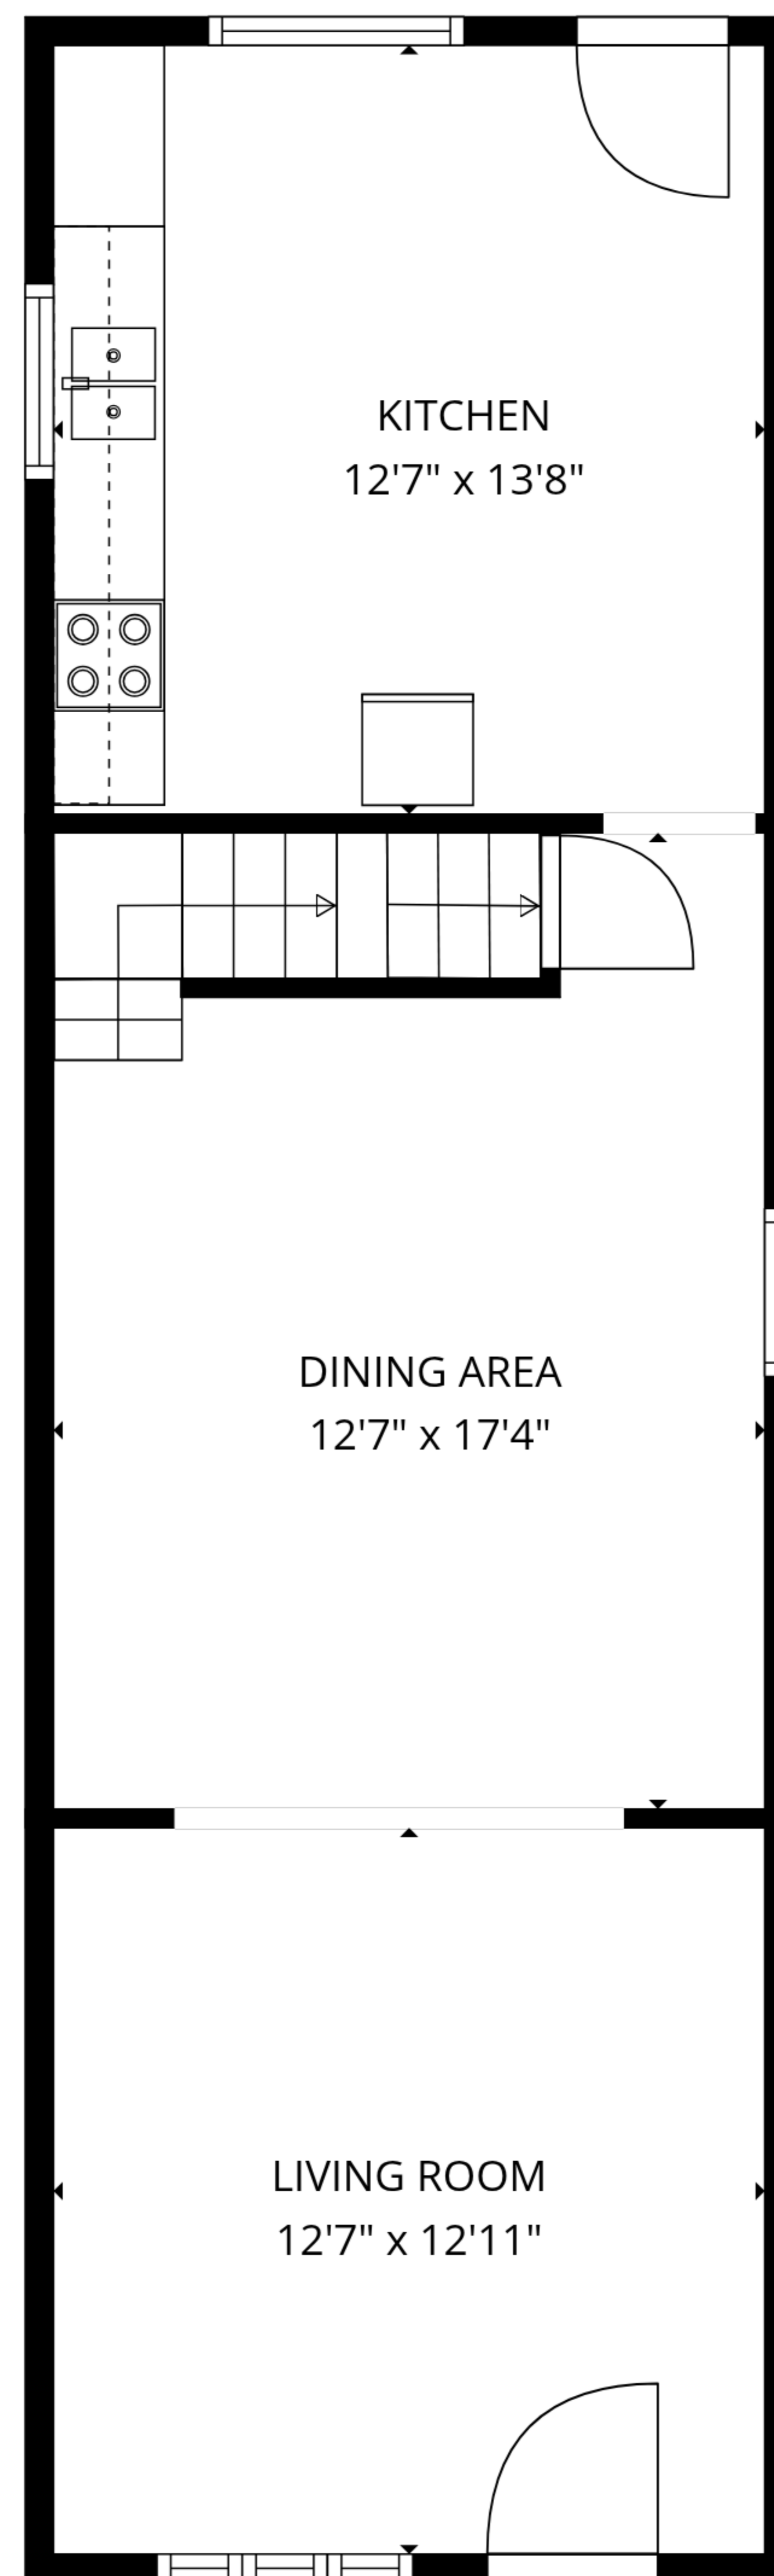 KITCHEN
12'7" x 13'8"
DINING AREA
12'7" x 17'4"
LIVING ROOM
12'7" x 12'11"